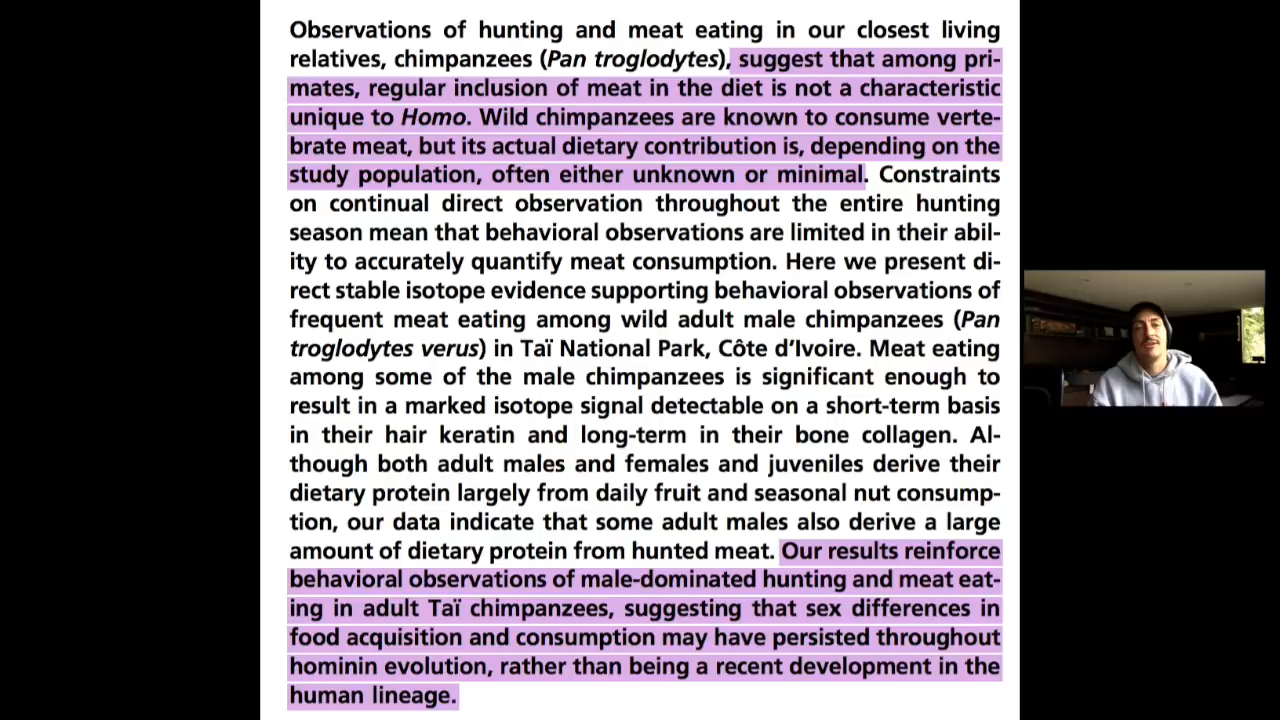 Observations of hunting and meat eating in our closest living
relatives, chimpanzees (Pan troglodytes), suggest that among pri-
mates, regular inclusion of meat in the diet is not a characteristic
unique to Homo. Wild chimpanzees are known to consume verte-
brate meat, but its actual dietary contribution is, depending on the
study population, often either unknown or minimal. Constraints
on continual direct observation throughout the entire hunting
season mean that behavioral observations are limited in their abil-
ity to accurately quantify meat consumption. Here we present di-
rect stable isotope evidence supporting behavioral observations of
frequent meat eating among wild adult male chimpanzees (Pan
troglodytes verus) in Taï National Park, Côte d’Ivoire. Meat eating
among some of the male chimpanzees is significant enough to
result in a marked isotope signal detectable on a short-term basis
in their hair keratin and long-term in their bone collagen. Al-
though both adult males and females and juveniles derive their
dietary protein largely from daily fruit and seasonal nut consump-
tion, our data indicate that some adult males also derive a large
amount of dietary protein from hunted meat. Our results reinforce
behavioral observations of male-dominated hunting and meat eat-
ing in adult Taï chimpanzees, suggesting that sex differences in
food acquisition and consumption may have persisted throughout
hominin evolution, rather than being a recent development in the
human lineage.